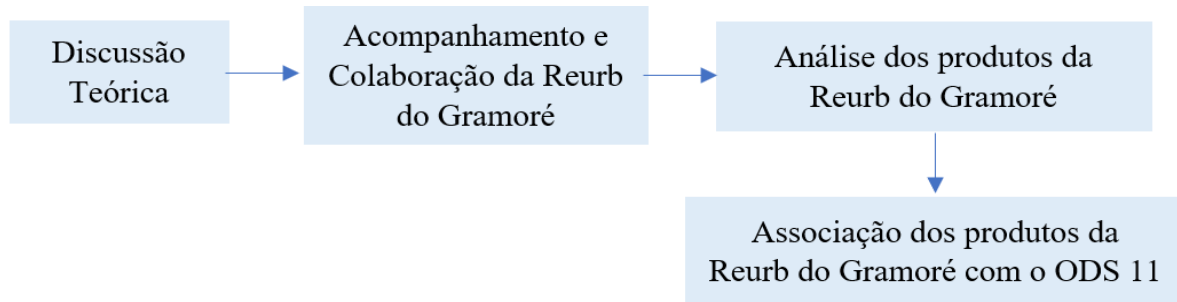 Discussão
Teórica
Acompanhamento e
Colaboração da Reurb
do Gramoré
Análise dos produtos da
Reurb do Gramoré
Associação dos produtos da
Reurb do Gramoré com o ODS 11